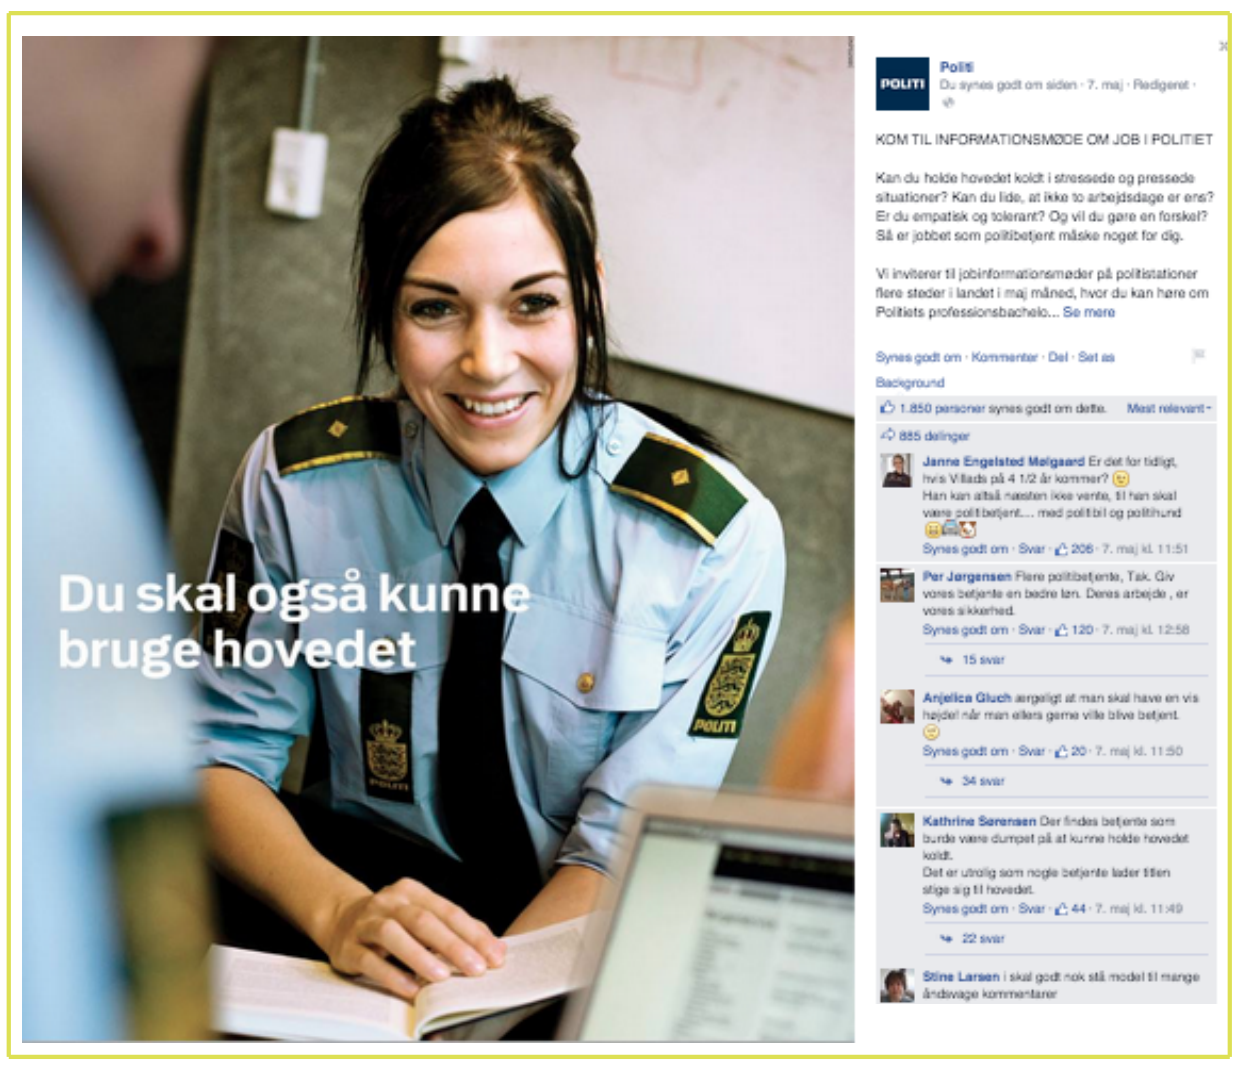 Du skal også kunne
bruge hovedet
POLITI
POLITI
POLITI
Politi
Du synes godt om siden · 7. maj · Redigeret ·
KOM TIL INFORMATIONSMØDE OM JOB I POLITIET
Kan du holde hovedet koldt i stressede og pressede
situationer? Kan du lide, at ikke to arbejdsdage er ens?
Er du empatisk og tolerant? Og vil du gøre en forskel?
Så er jobbet som politibetjent måske noget for dig.
Vi inviterer til jobinformationsmøder på politistationer
flere steder i landet i maj måned, hvor du kan høre om
Politiets professionsbachelo... Se mere
Synes godt om · Kommenter · Del · Set as
Background
1.850 personer synes godt om dette. Mest relevant
885 delinger
Janne Engelsted Mølgaard Er det for tidligt,
hvis Villads på 4 1/2 år kommer?
Han kan altså næsten ikke vente, til han skal
være politibetjent.... med politibil og politihund
Synes godt om · Svar · 206 · 7. maj kl. 11:51
Per Jørgensen Flere politibetjente, Tak. Giv
vores betjente en bedre løn. Deres arbejde , er
vores sikkerhed.
Synes godt om · Svar · 120 · 7. maj kl. 12:58
15 svar
Anjelica Gluch ærgeligt at man skal have en vis
højde! når man ellers gerne ville blive betjent.
Synes godt om · Svar · 20 · 7. maj kl. 11:50
34 svar
Kathrine Sørensen Der findes betjente som
burde være dumpet på at kunne holde hovedet
koldt.
Det er utrolig som nogle betjente lader titlen
stige sig til hovedet.
Synes godt om · Svar · 44 · 7. maj kl. 11:49
22 svar
Stine Larsen i skal godt nok stå model til mange
åndsvage kommentarer